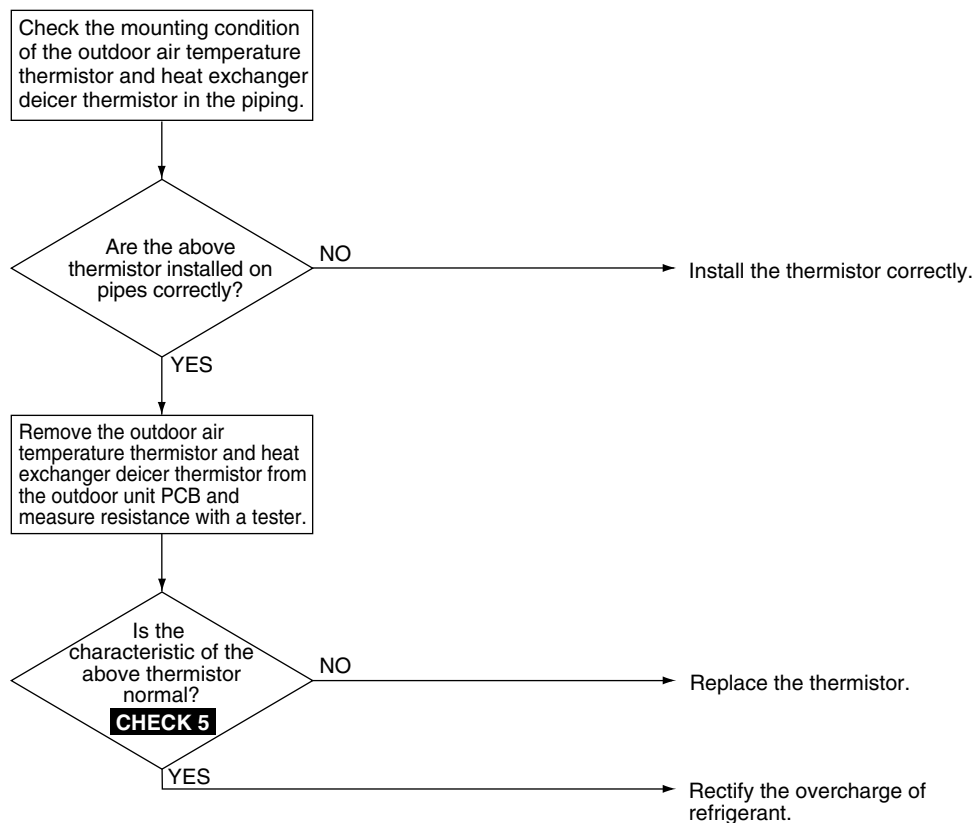 Check the mounting condition
of the outdoor air temperature
thermistor and heat exchanger
deicer thermistor in the piping.
Are the above
thermistor installed on
pipes correctly?
NO
Install the thermistor correctly.
YES
Remove the outdoor air
temperature thermistor and heat
exchanger deicer thermistor from
the outdoor unit PCB and
measure resistance with a tester.
Is the
characteristic of the
above thermistor
normal?
CHECK 5
NO
Replace the thermistor.
YES
Rectify the overcharge of
refrigerant.